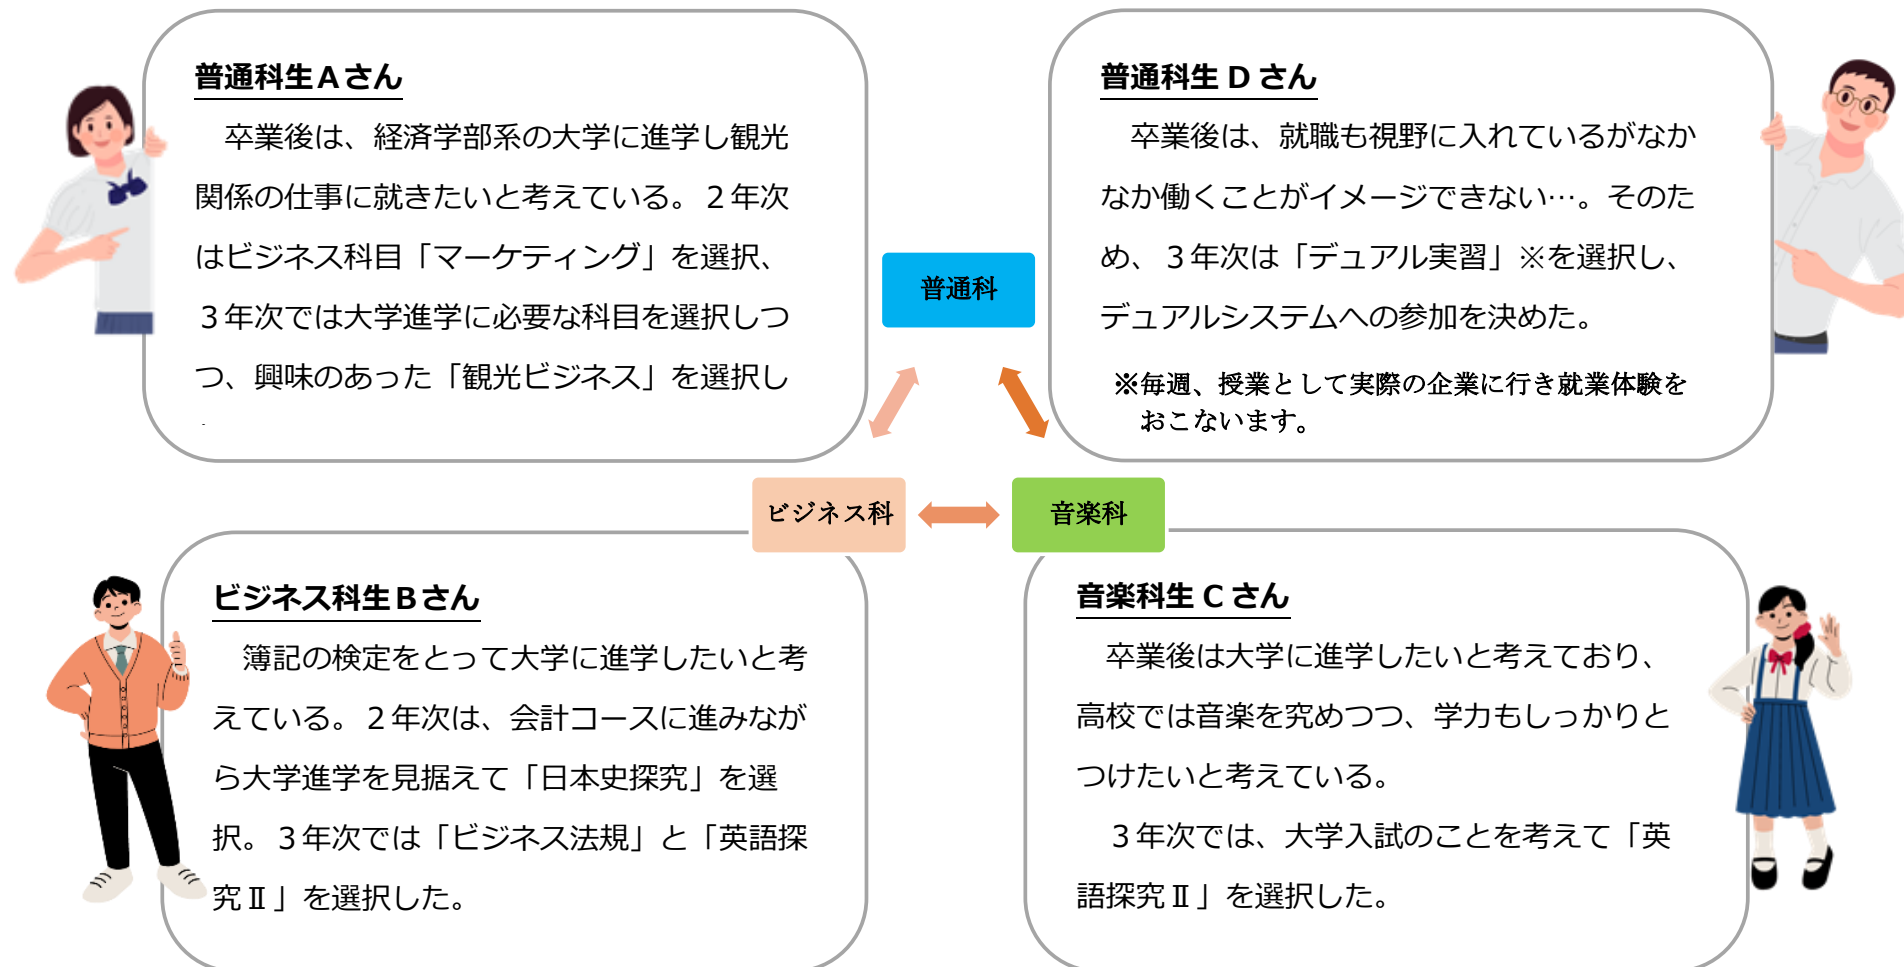 普通科生Aさん
卒業後は、経済学部系の大学に進学し観光
関係の仕事に就きたいと考えている。２年次
はビジネス科目「マーケティング」を選択、
３年次では大学進学に必要な科目を選択しつ
つ、興味のあった「観光ビジネス」を選択し
普通科生 D さん
卒業後は、就職も視野に入れているがなか
なか働くことがイメージできない…。そのた
め、３年次は「デュアル実習」※を選択し、
デュアルシステムへの参加を決めた。
※毎週、授業として実際の企業に行き就業体験を
おこないます。
普通科
ビジネス科
音楽科
ビジネス科生Bさん
簿記の検定をとって大学に進学したいと考
えている。２年次は、会計コースに進みなが
ら大学進学を見据えて「日本史探究」を選
択。３年次では「ビジネス法規」と「英語探
究Ⅱ」を選択した。
音楽科生 C さん
卒業後は大学に進学したいと考えており、
高校では音楽を究めつつ、学力もしっかりと
つけたいと考えている。
３年次では、大学入試のことを考えて「英
語探究Ⅱ」を選択した。